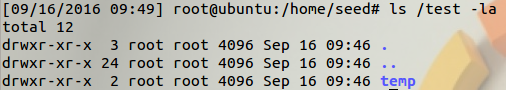 [09/16/2016 09:49] root@ubuntu:/home/seed# ls /test -la
total 12
drwxr-xr-x  3 root root 4096 Sep 16 09:46 .
drwxr-xr-x 24 root root 4096 Sep 16 09:46 ..
drwxr-xr-x  2 root root 4096 Sep 16 09:46 temp